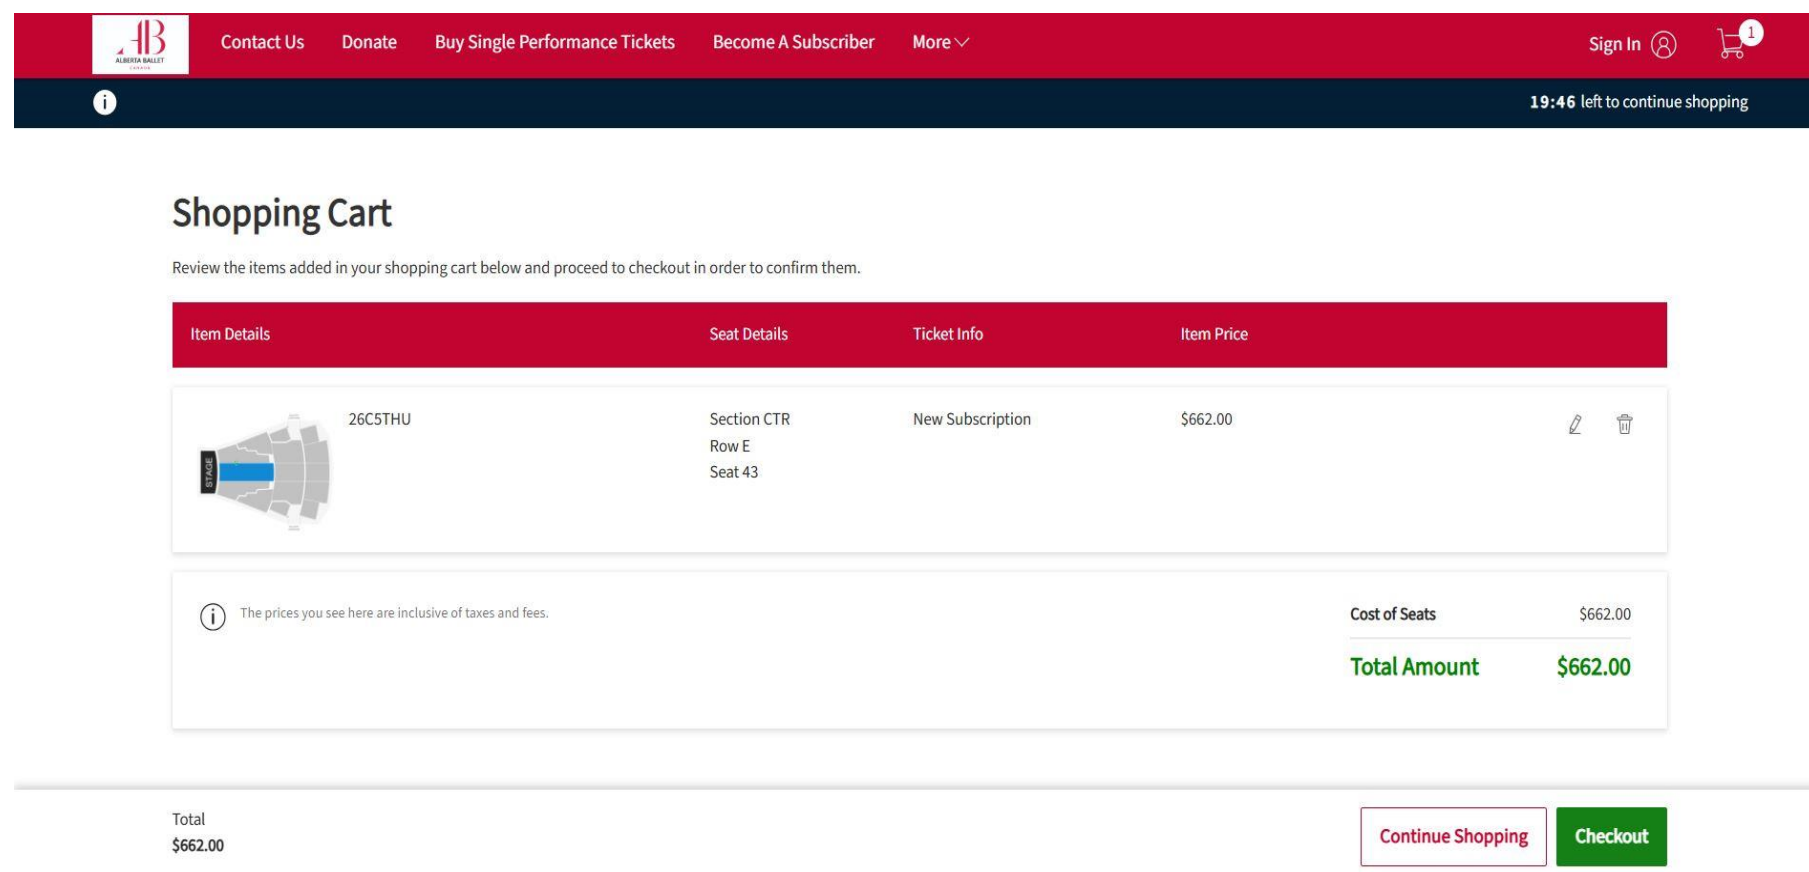 AB
ALBERTA BALLET
CANADA
Contact Us
Donate
Buy Single Performance Tickets
Become A Subscriber
More
Sign In
1
19:46 left to continue shopping
Shopping Cart
Review the items added in your shopping cart below and proceed to checkout in order to confirm them.
Item Details
Seat Details
Ticket Info
Item Price
STAGE
26C5THU
Section CTR
Row E
Seat 43
New Subscription
$662.00
The prices you see here are inclusive of taxes and fees.
Cost of Seats
$662.00
Total Amount
$662.00
Total
$662.00
Continue Shopping
Checkout